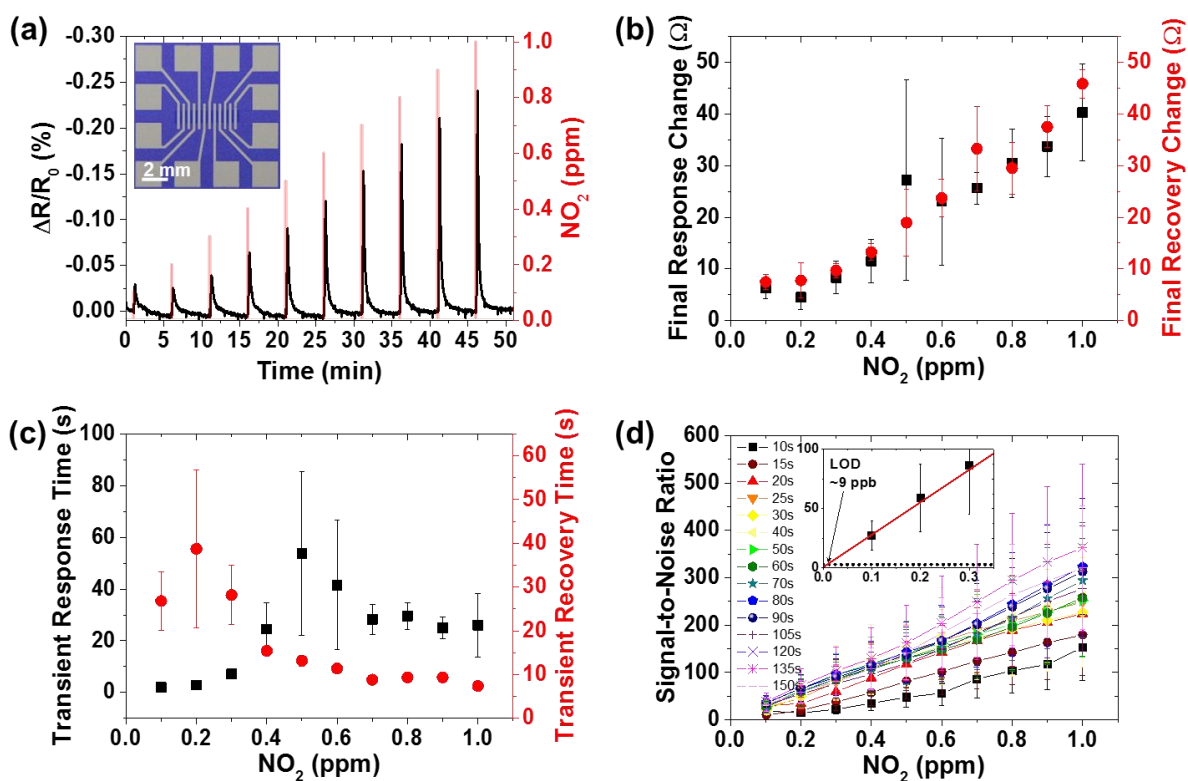 (a)
-0.30
-0.25
-0.20
-0.15
-0.10
-0.05
0.00
ΔR/R₀ (%)
2 mm
1.0
0.8
0.6
0.4
0.2
0.0
NO₂ (ppm)
0 5 10 15 20 25 30 35 40 45 50
Time (min)
(b)
50
40
30
20
10
0
Final Response Change (Ω)
50
40
30
20
10
0
Final Recovery Change (Ω)
0.0 0.2 0.4 0.6 0.8 1.0
NO₂ (ppm)
(c)
100
80
60
40
20
0
Transient Response Time (s)
60
50
40
30
20
10
0
Transient Recovery Time (s)
0.0 0.2 0.4 0.6 0.8 1.0
NO₂ (ppm)
(d)
600
500
400
300
200
100
0
Signal-to-Noise Ratio
10s
15s
20s
25s
30s
40s
50s
60s
70s
80s
90s
105s
120s
135s
150s
100
50
0
LOD
~9 ppb
0.0 0.1 0.2 0.3
0.0 0.2 0.4 0.6 0.8 1.0
NO₂ (ppm)